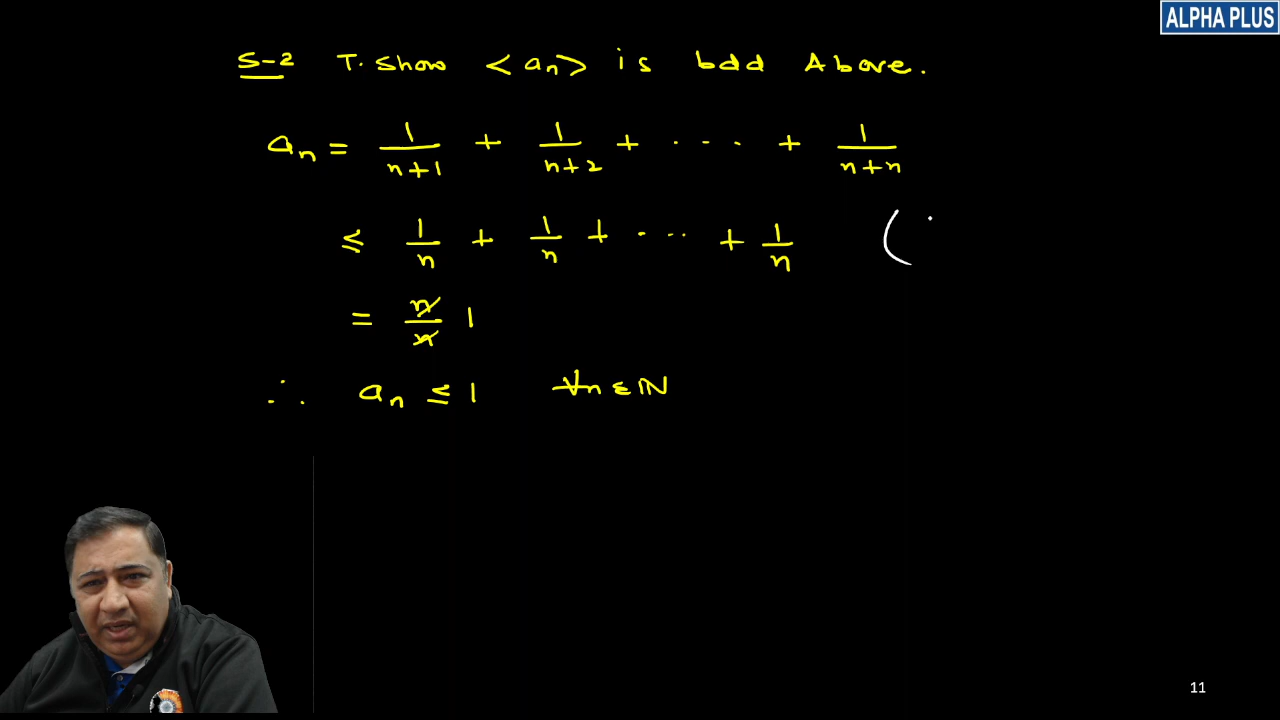 ALPHA PLUS
S-2 T. Show <aₙ> is bdd Above.
aₙ = 1/(n+1) + 1/(n+2) + ... + 1/(n+n)
≤ 1/n + 1/n + ... + 1/n (
= n/n 1
∴ aₙ ≤ 1 ∀n ε ℕ
11